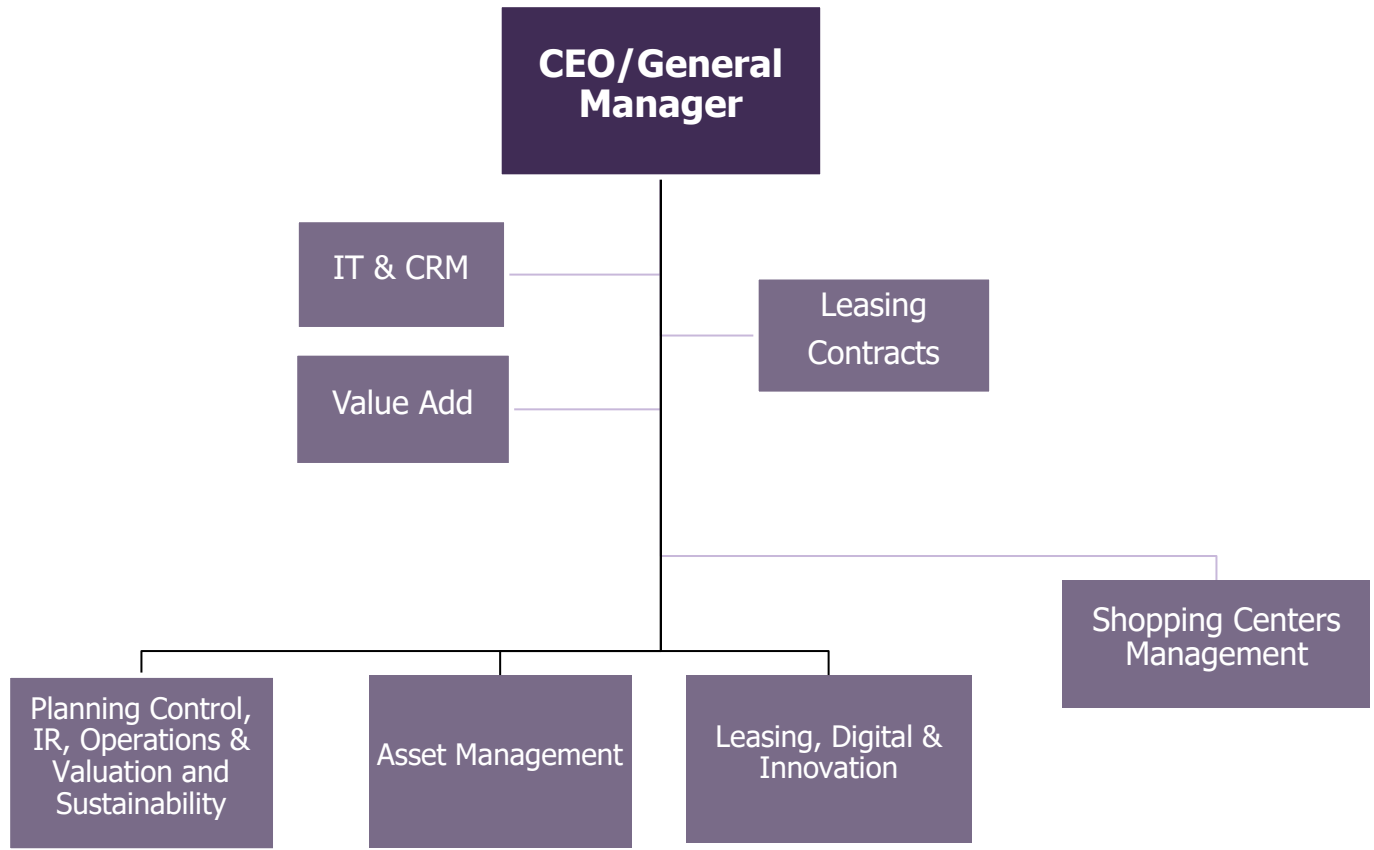 CEO/General
Manager
IT & CRM
Leasing
Contracts
Value Add
Shopping Centers
Management
Planning Control,
IR, Operations &
Valuation and
Sustainability
Asset Management
Leasing, Digital &
Innovation